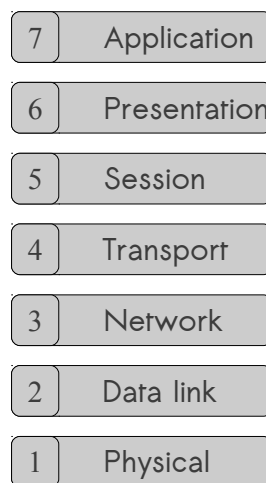 7 Application
6 Presentation
5 Session
4 Transport
3 Network
2 Data link
1 Physical